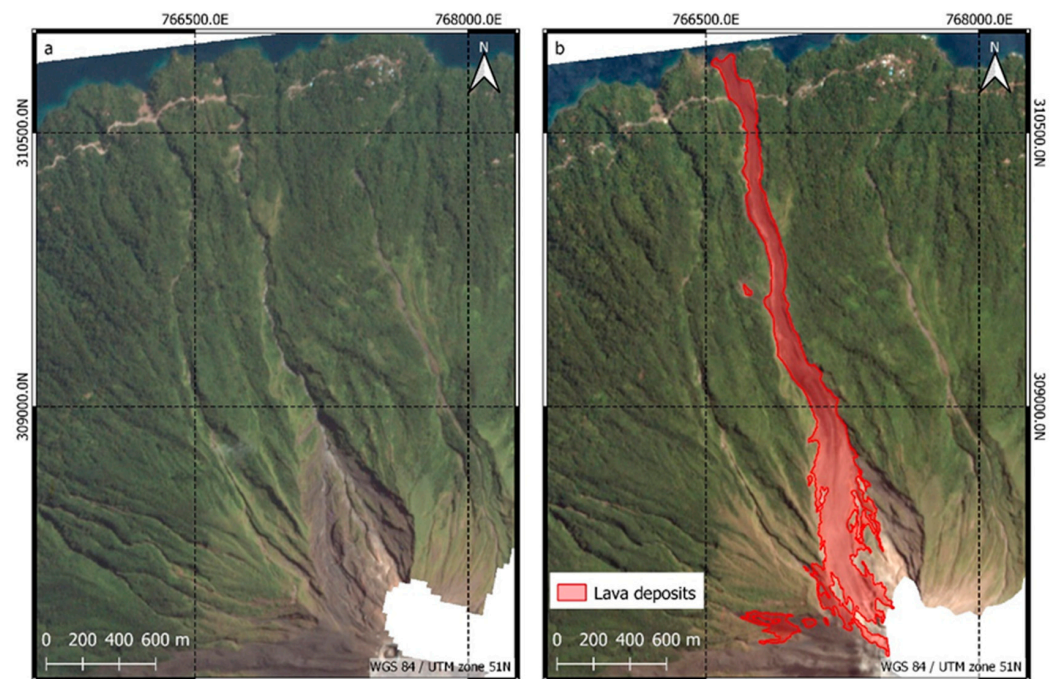 766500.0E 768000.0E 766500.0E 768000.0E
a
N
b
N
310500.0N
310500.0N
309000.0N
309000.0N
Lava deposits
0 200 400 600 m
WGS 84 / UTM zone 51N
0 200 400 600 m
WGS 84 / UTM zone 51N